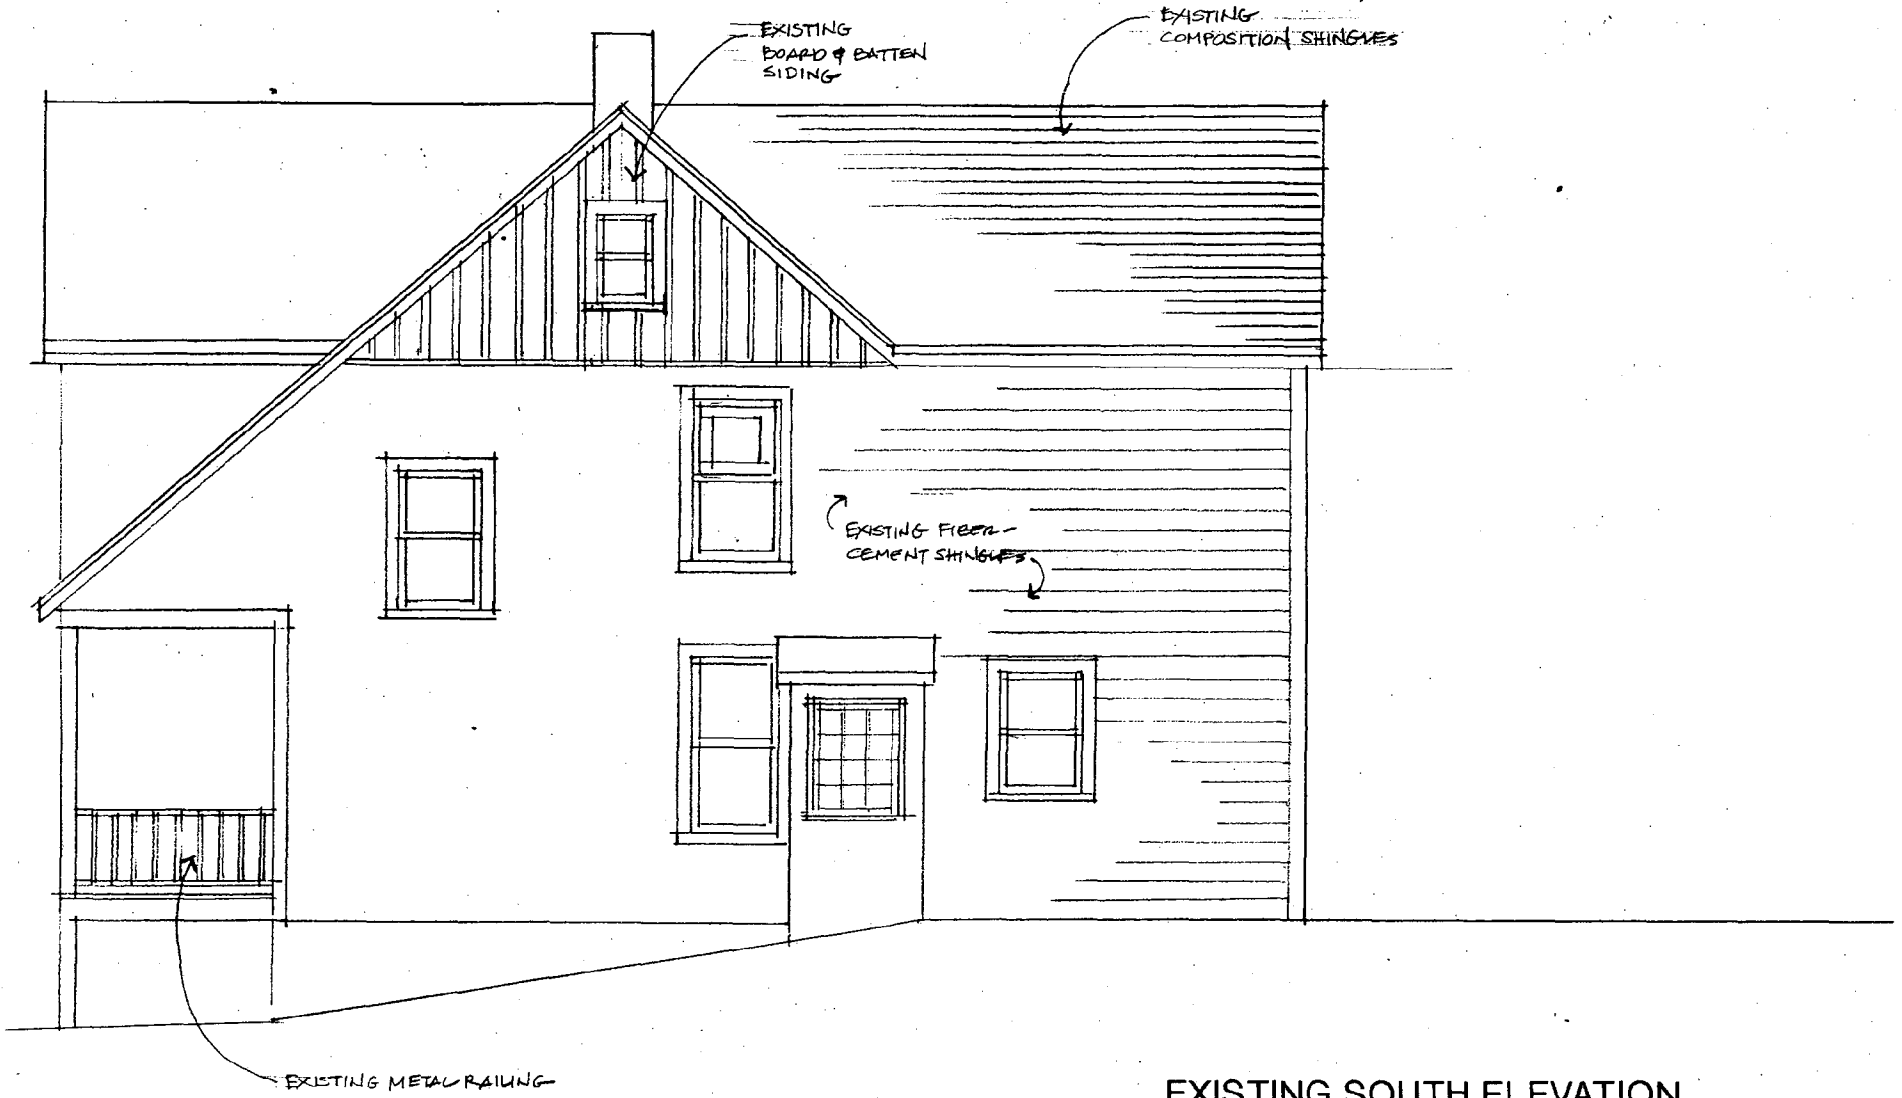 EXISTING
BOARD & BATTEN
SIDING
EXISTING
COMPOSITION SHINGLES
EXISTING FIBER-
CEMENT SHINGLES
EXISTING METAL RAILING
EXISTING SOUTH ELEVATION